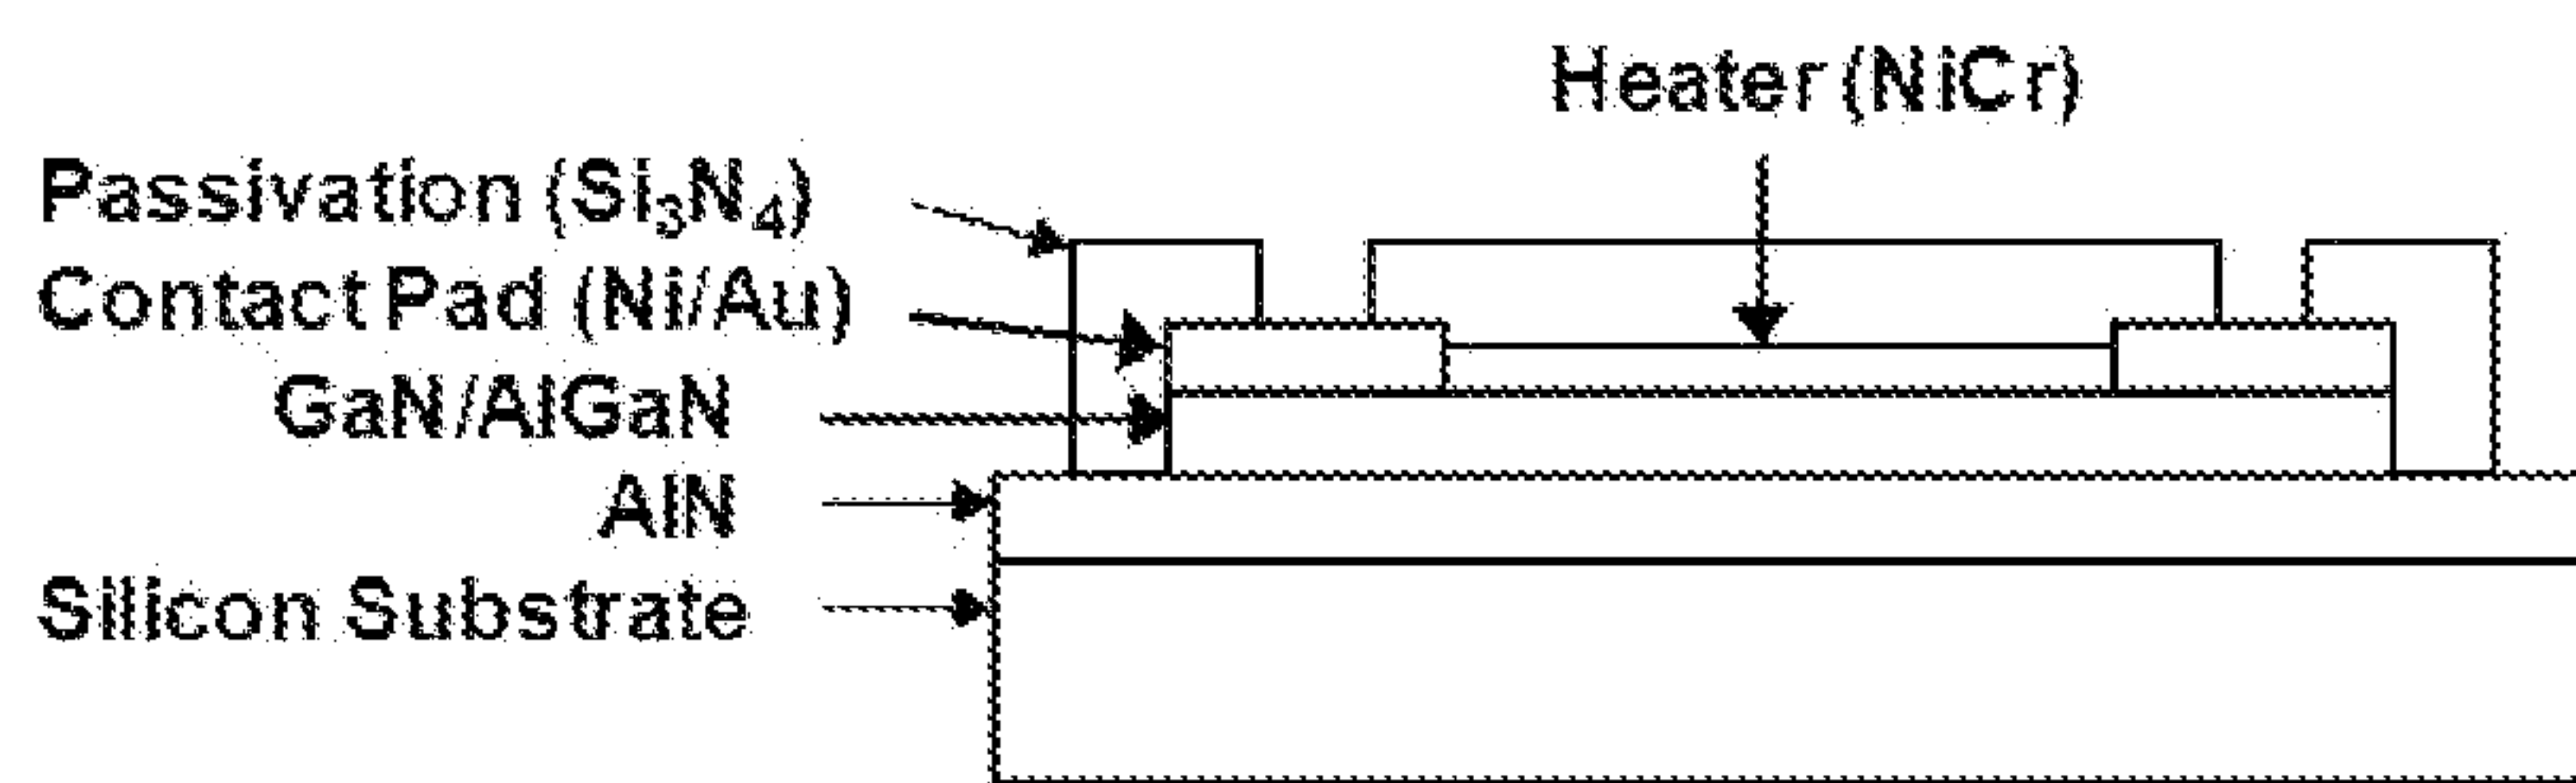 Heater (NiCr)
Passivation (Si₃N₄)
Contact Pad (Ni/Au)
GaN/AlGaN
AlN
Silicon Substrate